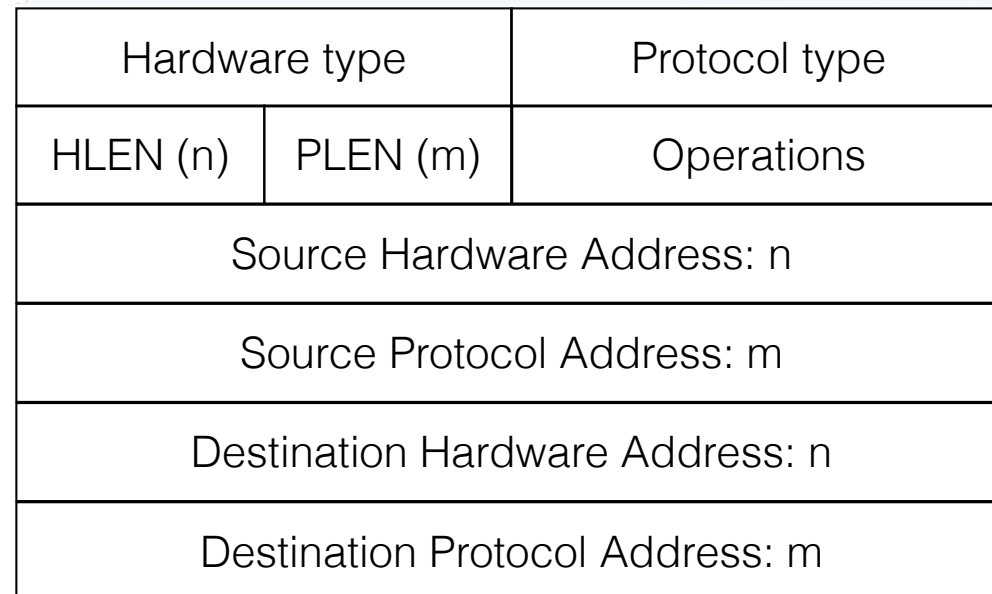 Hardware type Protocol type
HLEN (n) PLEN (m) Operations
Source Hardware Address: n
Source Protocol Address: m
Destination Hardware Address: n
Destination Protocol Address: m